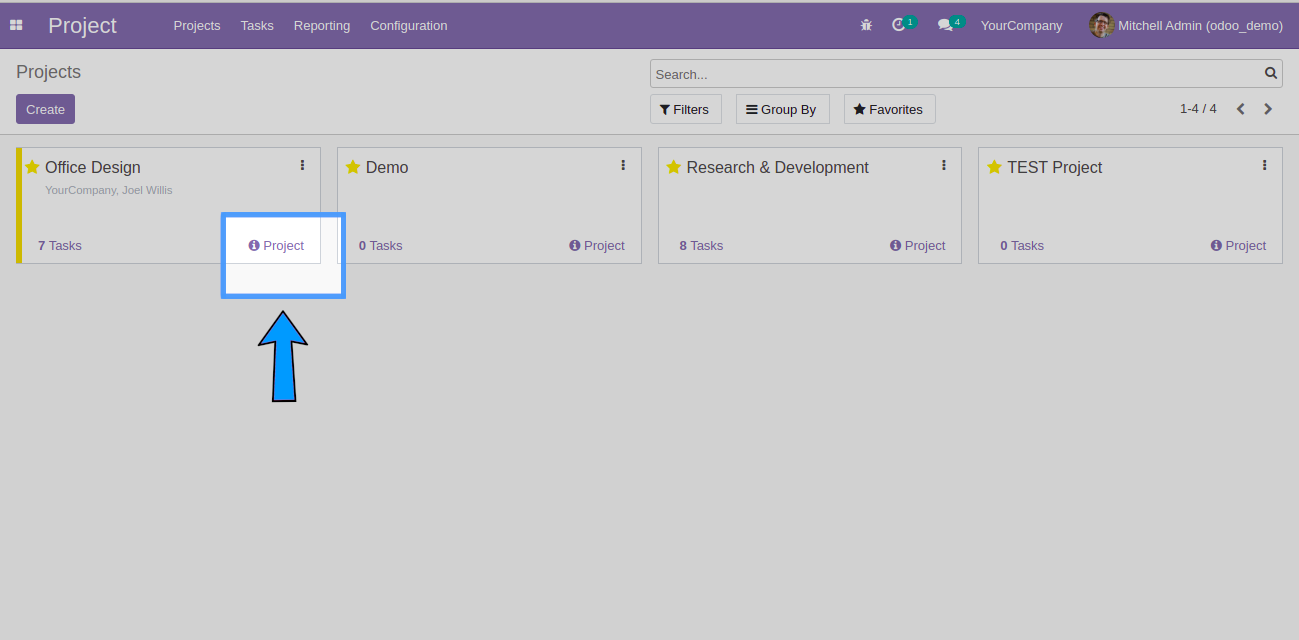 Project Projects Tasks Reporting Configuration 1 4 YourCompany Mitchell Admin (odoo_demo)
Projects
Search...
Create
Filters Group By Favorites 1-4 / 4
Office Design Demo Research & Development TEST Project
YourCompany, Joel Willis
7 Tasks Project 0 Tasks Project 8 Tasks Project 0 Tasks Project